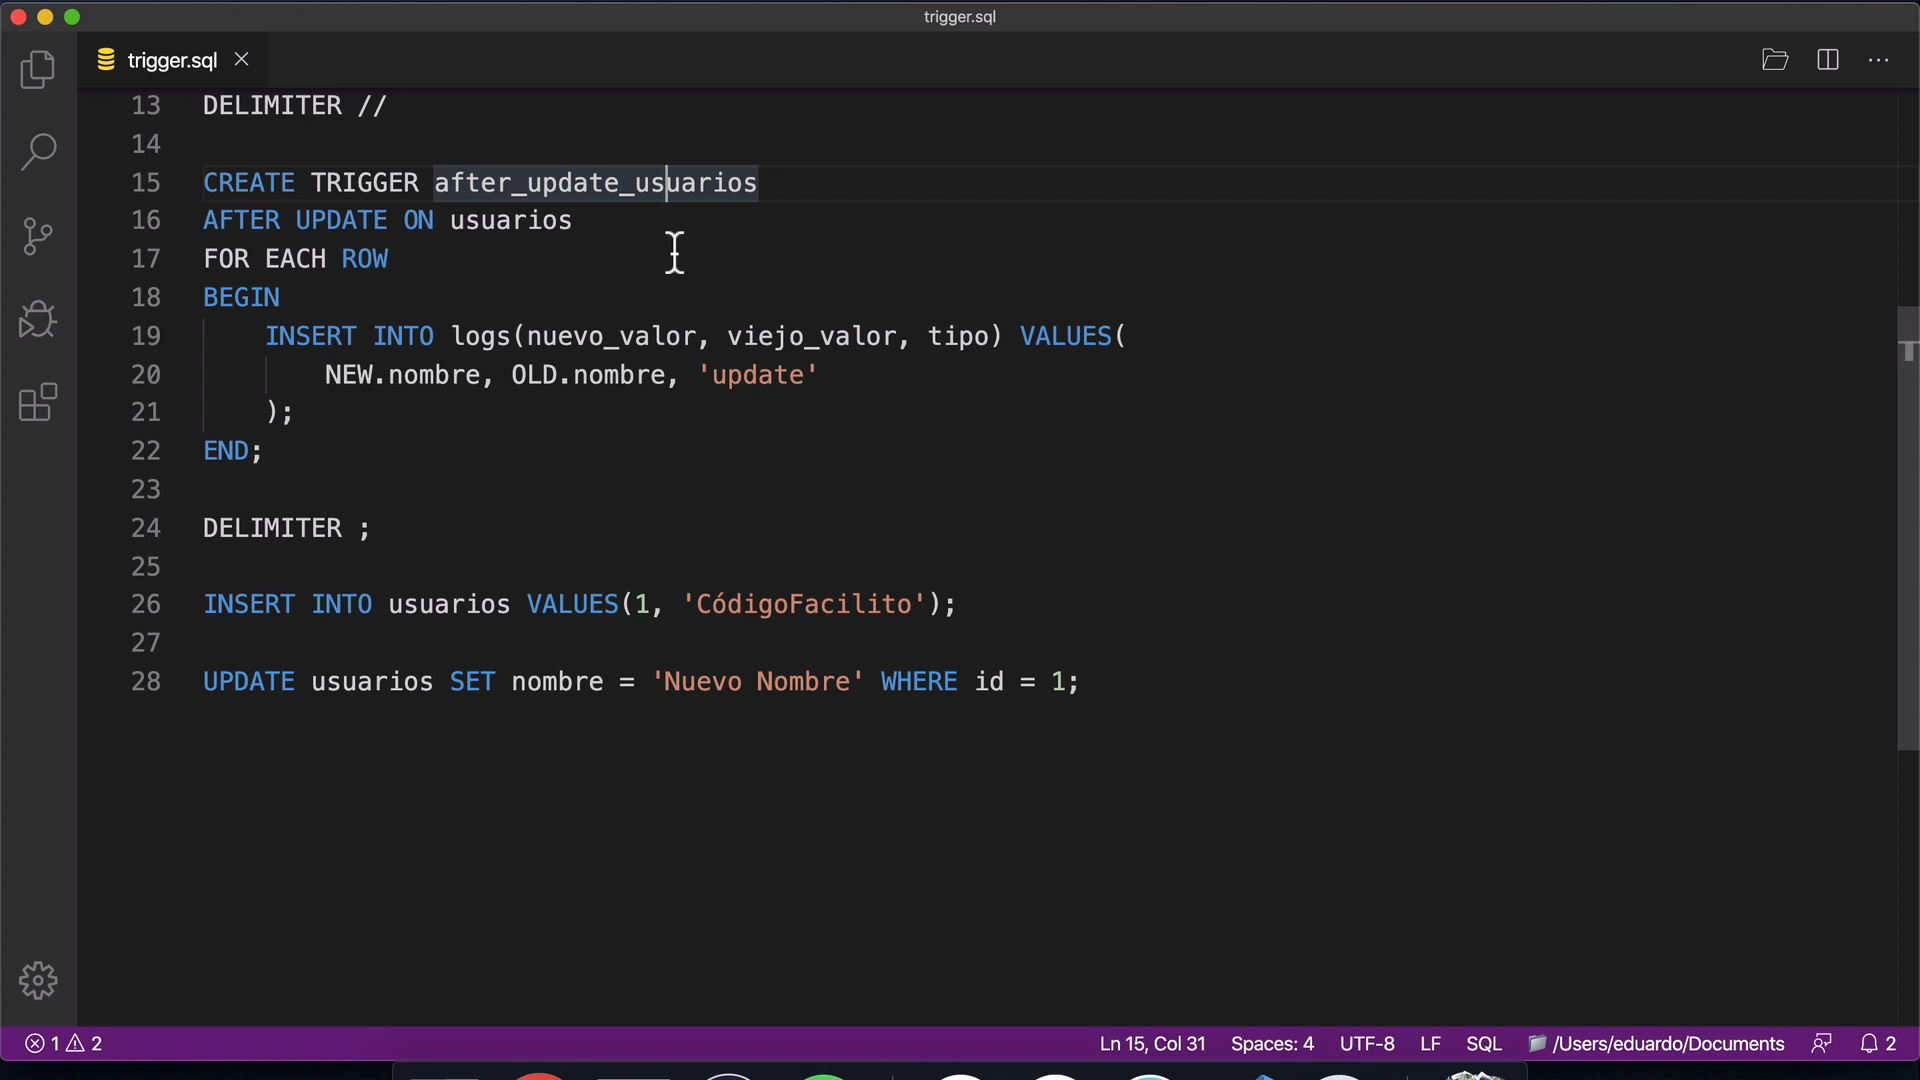 trigger.sql
trigger.sql
13 DELIMITER //
14
15 CREATE TRIGGER after_update_usuarios
16 AFTER UPDATE ON usuarios
17 FOR EACH ROW
18 BEGIN
19 INSERT INTO logs(nuevo_valor, viejo_valor, tipo) VALUES(
20 NEW.nombre, OLD.nombre, 'update'
21 );
22 END;
23
24 DELIMITER ;
25
26 INSERT INTO usuarios VALUES(1, 'CódigoFacilito');
27
28 UPDATE usuarios SET nombre = 'Nuevo Nombre' WHERE id = 1;
1 2 Ln 15, Col 31 Spaces: 4 UTF-8 LF SQL /Users/eduardo/Documents 2